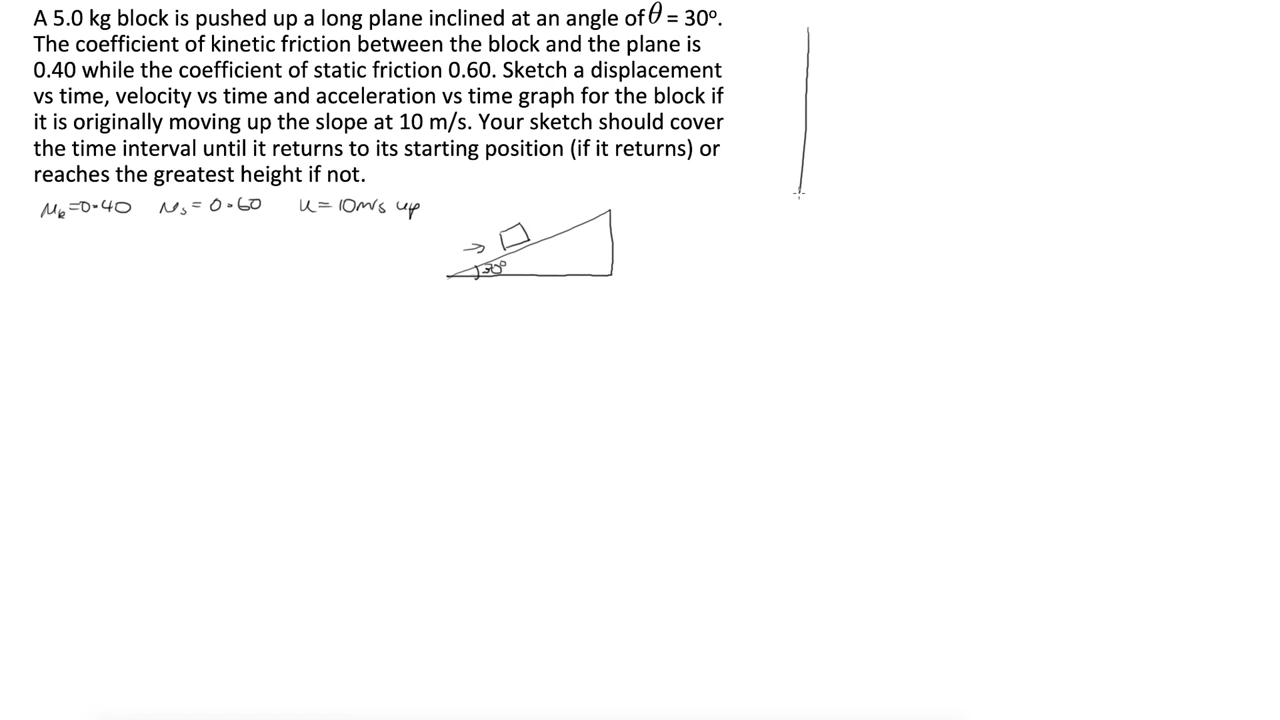 A 5.0 kg block is pushed up a long plane inclined at an angle of θ = 30º.
The coefficient of kinetic friction between the block and the plane is
0.40 while the coefficient of static friction 0.60. Sketch a displacement
vs time, velocity vs time and acceleration vs time graph for the block if
it is originally moving up the slope at 10 m/s. Your sketch should cover
the time interval until it returns to its starting position (if it returns) or
reaches the greatest height if not.
μk=0.40 μs=0.60 u=10m/s up
30°